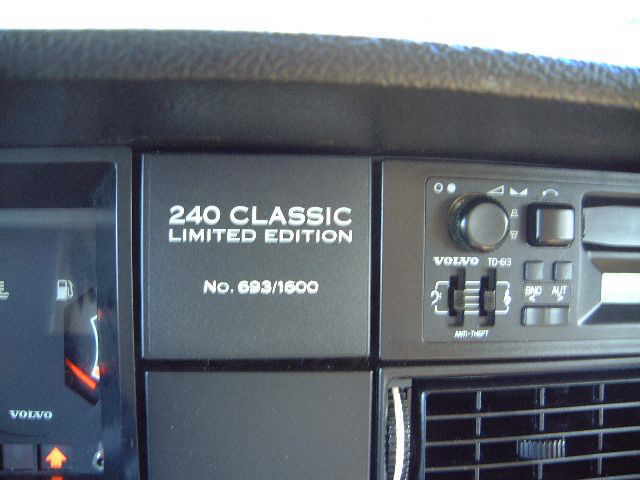 240 CLASSIC
LIMITED EDITION
No. 693/1600
VOLVO TD-613
BND AUT
ANTI-THEFT
VOLVO